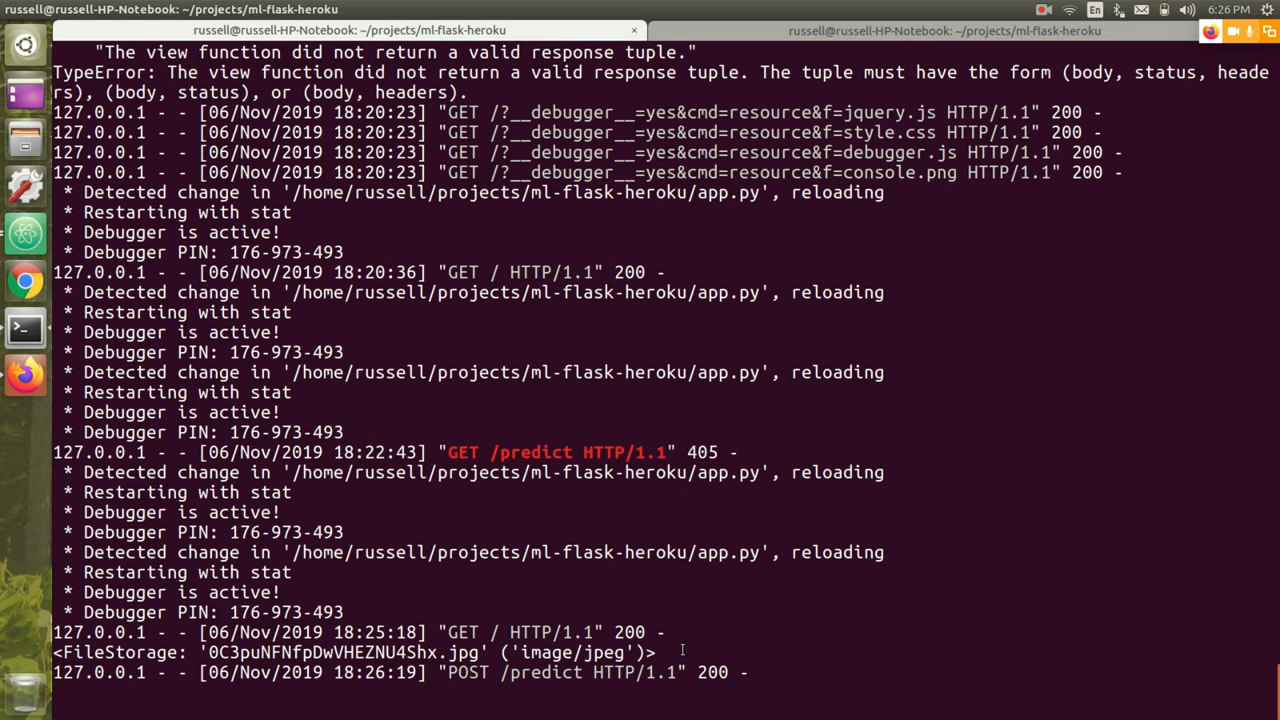 russell@russell-HP-Notebook: ~/projects/ml-flask-heroku
En
6:26 PM
russell@russell-HP-Notebook: ~/projects/ml-flask-heroku
×
russell@russell-HP-Notebook: ~/projects/ml-flask-heroku
"The view function did not return a valid response tuple."
TypeError: The view function did not return a valid response tuple. The tuple must have the form (body, status, heade
rs), (body, status), or (body, headers).
127.0.0.1 - - [06/Nov/2019 18:20:23] "GET /?__debugger__=yes&cmd=resource&f=jquery.js HTTP/1.1" 200 -
127.0.0.1 - - [06/Nov/2019 18:20:23] "GET /?__debugger__=yes&cmd=resource&f=style.css HTTP/1.1" 200 -
127.0.0.1 - - [06/Nov/2019 18:20:23] "GET /?__debugger__=yes&cmd=resource&f=debugger.js HTTP/1.1" 200 -
127.0.0.1 - - [06/Nov/2019 18:20:23] "GET /?__debugger__=yes&cmd=resource&f=console.png HTTP/1.1" 200 -
* Detected change in '/home/russell/projects/ml-flask-heroku/app.py', reloading
* Restarting with stat
* Debugger is active!
* Debugger PIN: 176-973-493
127.0.0.1 - - [06/Nov/2019 18:20:36] "GET / HTTP/1.1" 200 -
* Detected change in '/home/russell/projects/ml-flask-heroku/app.py', reloading
* Restarting with stat
* Debugger is active!
* Debugger PIN: 176-973-493
* Detected change in '/home/russell/projects/ml-flask-heroku/app.py', reloading
* Restarting with stat
* Debugger is active!
* Debugger PIN: 176-973-493
127.0.0.1 - - [06/Nov/2019 18:22:43] "GET /predict HTTP/1.1" 405 -
* Detected change in '/home/russell/projects/ml-flask-heroku/app.py', reloading
* Restarting with stat
* Debugger is active!
* Debugger PIN: 176-973-493
* Detected change in '/home/russell/projects/ml-flask-heroku/app.py', reloading
* Restarting with stat
* Debugger is active!
* Debugger PIN: 176-973-493
127.0.0.1 - - [06/Nov/2019 18:25:18] "GET / HTTP/1.1" 200 -
<FileStorage: '0C3puNFNfpDwVHEZNU4Shx.jpg' ('image/jpeg')>
127.0.0.1 - - [06/Nov/2019 18:26:19] "POST /predict HTTP/1.1" 200 -